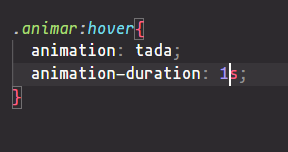 .animar:hover{
  animation: tada;
  animation-duration: 1s;
}